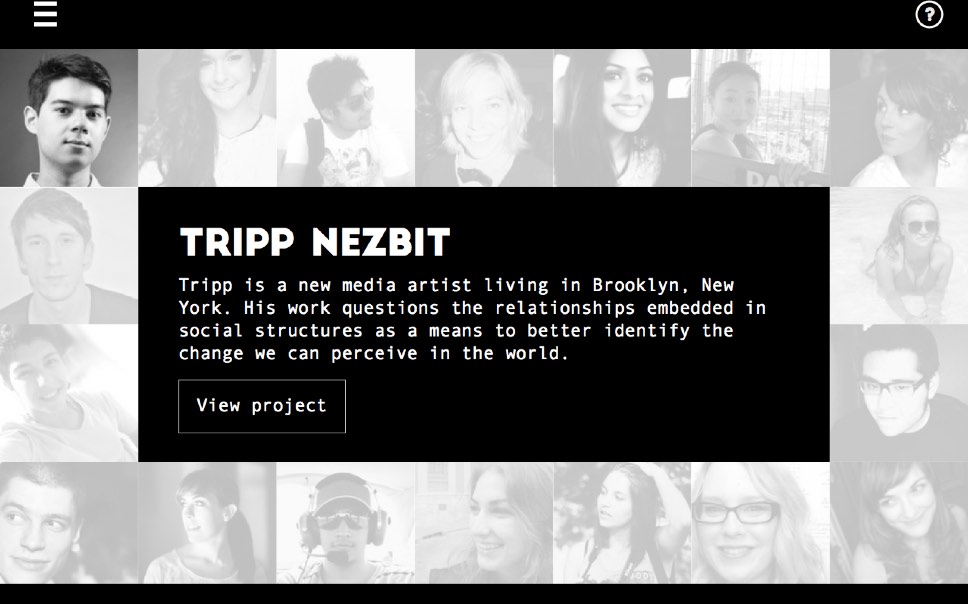 ?
TRIPP NEZBIT
Tripp is a new media artist living in Brooklyn, New
York. His work questions the relationships embedded in
social structures as a means to better identify the
change we can perceive in the world.
View project